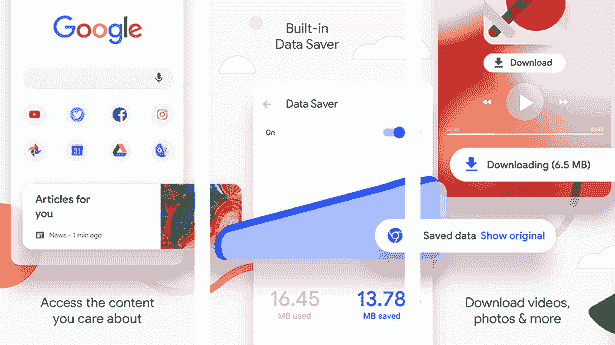 Google
Articles for
you
News - 1 min ago
Access the content
you care about
Built-in
Data Saver
Data Saver
On
Saved data Show original
16.45
MB used
13.78
MB saved
Download
Downloading (6.5 MB)
Download videos,
photos & more